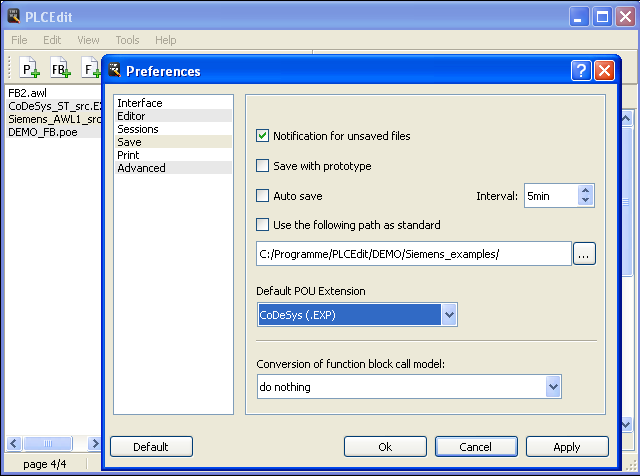 PLCEdit
File Edit View Tools Help
P FB F
FB2.awl
CoDeSys_ST_src.E
Siemens_AWL1_src
DEMO_FB.poe
page 4/4
Preferences
Interface
Editor
Sessions
Save
Print
Advanced
Notification for unsaved files
Save with prototype
Auto save Interval: 5min
Use the following path as standard
C:/Programme/PLCEdit/DEMO/Siemens_examples/ ...
Default POU Extension
CoDeSys (.EXP)
Conversion of function block call model:
do nothing
Default Ok Cancel Apply